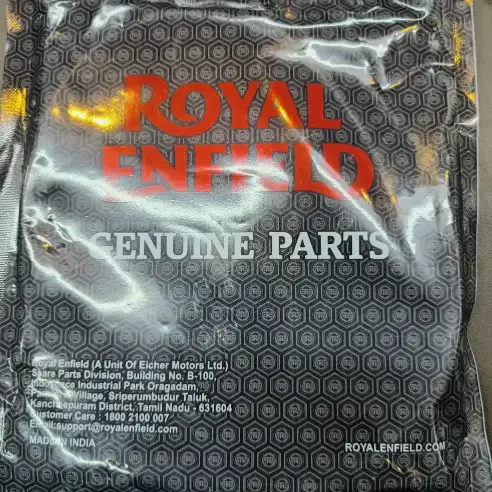 ROYAL
ENFIELD
GENUINE PARTS
Royal Enfield (A Unit Of Eicher Motors Ltd.)
Spare Parts Division, Building No. B-100,
Indospace Industrial Park Oragadam,
Village, Sriperumbudur Taluk,
Kancheepuram District, Tamil Nadu - 631604
Customer Care : 1800 2100 007
Email:support@royalenfield.com
MADE IN INDIA
ROYALENFIELD.COM